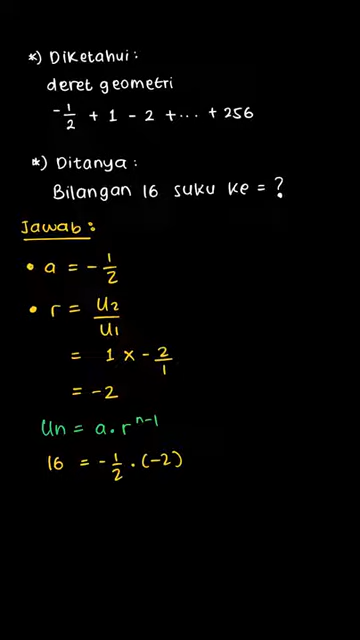 *) Diketahui:
deret geometri
-1/2 + 1 - 2 + ... + 256
*) Ditanya:
Bilangan 16 suku ke = ?
Jawab:
• a = -1/2
• r = U2/U1
= 1 x -2/1
= -2
Un = a . r^n-1
16 = -1/2 . (-2)